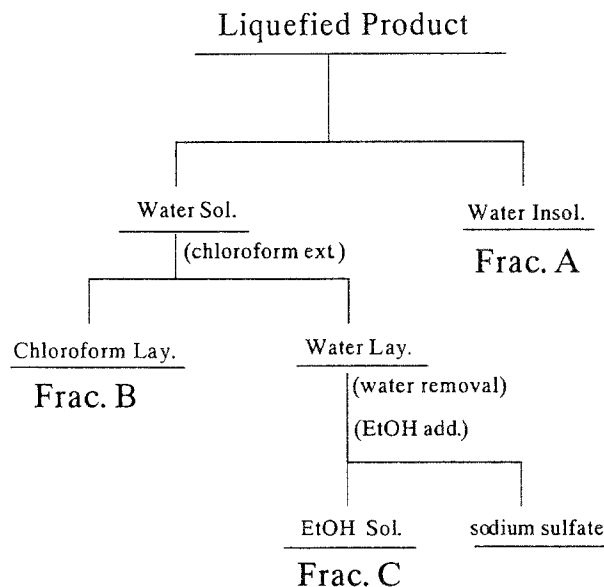 Liquefied Product
Water Sol.
Water Insol.
(chloroform ext.)
Frac. A
Chloroform Lay.
Water Lay.
Frac. B
(water removal)
(EtOH add.)
EtOH Sol.
sodium sulfate
Frac. C